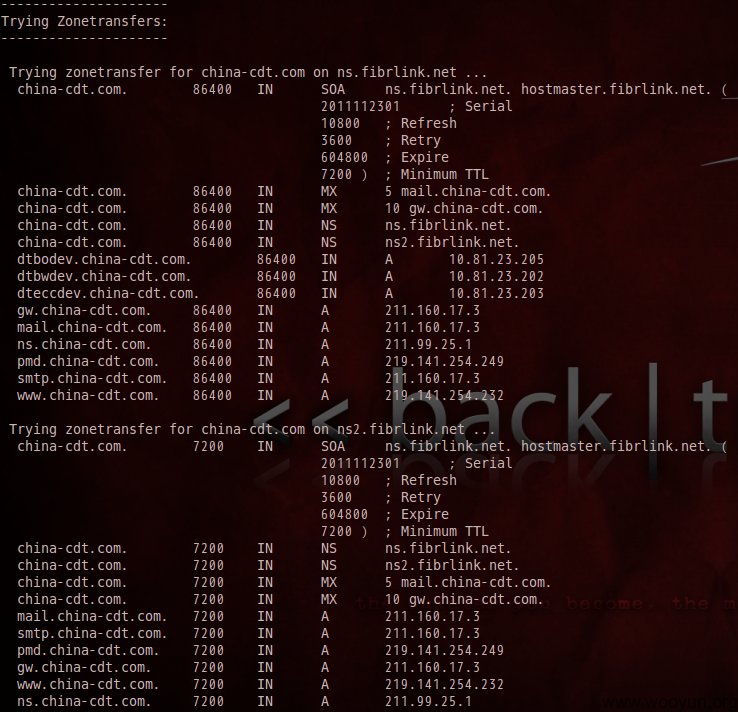 ---------------------
Trying Zonetransfers:
---------------------
Trying zonetransfer for china-cdt.com on ns.fibrlink.net ...
china-cdt.com. 86400 IN SOA ns.fibrlink.net. hostmaster.fibrlink.net. (
2011112301 ; Serial
10800 ; Refresh
3600 ; Retry
604800 ; Expire
7200 ) ; Minimum TTL
china-cdt.com. 86400 IN MX 5 mail.china-cdt.com.
china-cdt.com. 86400 IN MX 10 gw.china-cdt.com.
china-cdt.com. 86400 IN NS ns.fibrlink.net.
china-cdt.com. 86400 IN NS ns2.fibrlink.net.
dtbodev.china-cdt.com. 86400 IN A 10.81.23.205
dtbwdev.china-cdt.com. 86400 IN A 10.81.23.202
dteccdev.china-cdt.com. 86400 IN A 10.81.23.203
gw.china-cdt.com. 86400 IN A 211.160.17.3
mail.china-cdt.com. 86400 IN A 211.160.17.3
ns.china-cdt.com. 86400 IN A 211.99.25.1
pmd.china-cdt.com. 86400 IN A 219.141.254.249
smtp.china-cdt.com. 86400 IN A 211.160.17.3
www.china-cdt.com. 86400 IN A 219.141.254.232
<< back | t
Trying zonetransfer for china-cdt.com on ns2.fibrlink.net ...
china-cdt.com. 7200 IN SOA ns.fibrlink.net. hostmaster.fibrlink.net. (
2011112301 ; Serial
10800 ; Refresh
3600 ; Retry
604800 ; Expire
7200 ) ; Minimum TTL
china-cdt.com. 7200 IN NS ns.fibrlink.net.
china-cdt.com. 7200 IN NS ns2.fibrlink.net.
china-cdt.com. 7200 IN MX 5 mail.china-cdt.com.
china-cdt.com. 7200 IN MX 10 gw.china-cdt.com.
become, the m
mail.china-cdt.com. 7200 IN A 211.160.17.3
smtp.china-cdt.com. 7200 IN A 211.160.17.3
pmd.china-cdt.com. 7200 IN A 219.141.254.249
gw.china-cdt.com. 7200 IN A 211.160.17.3
www.china-cdt.com. 7200 IN A 219.141.254.232
ns.china-cdt.com. 7200 IN A 211.99.25.1